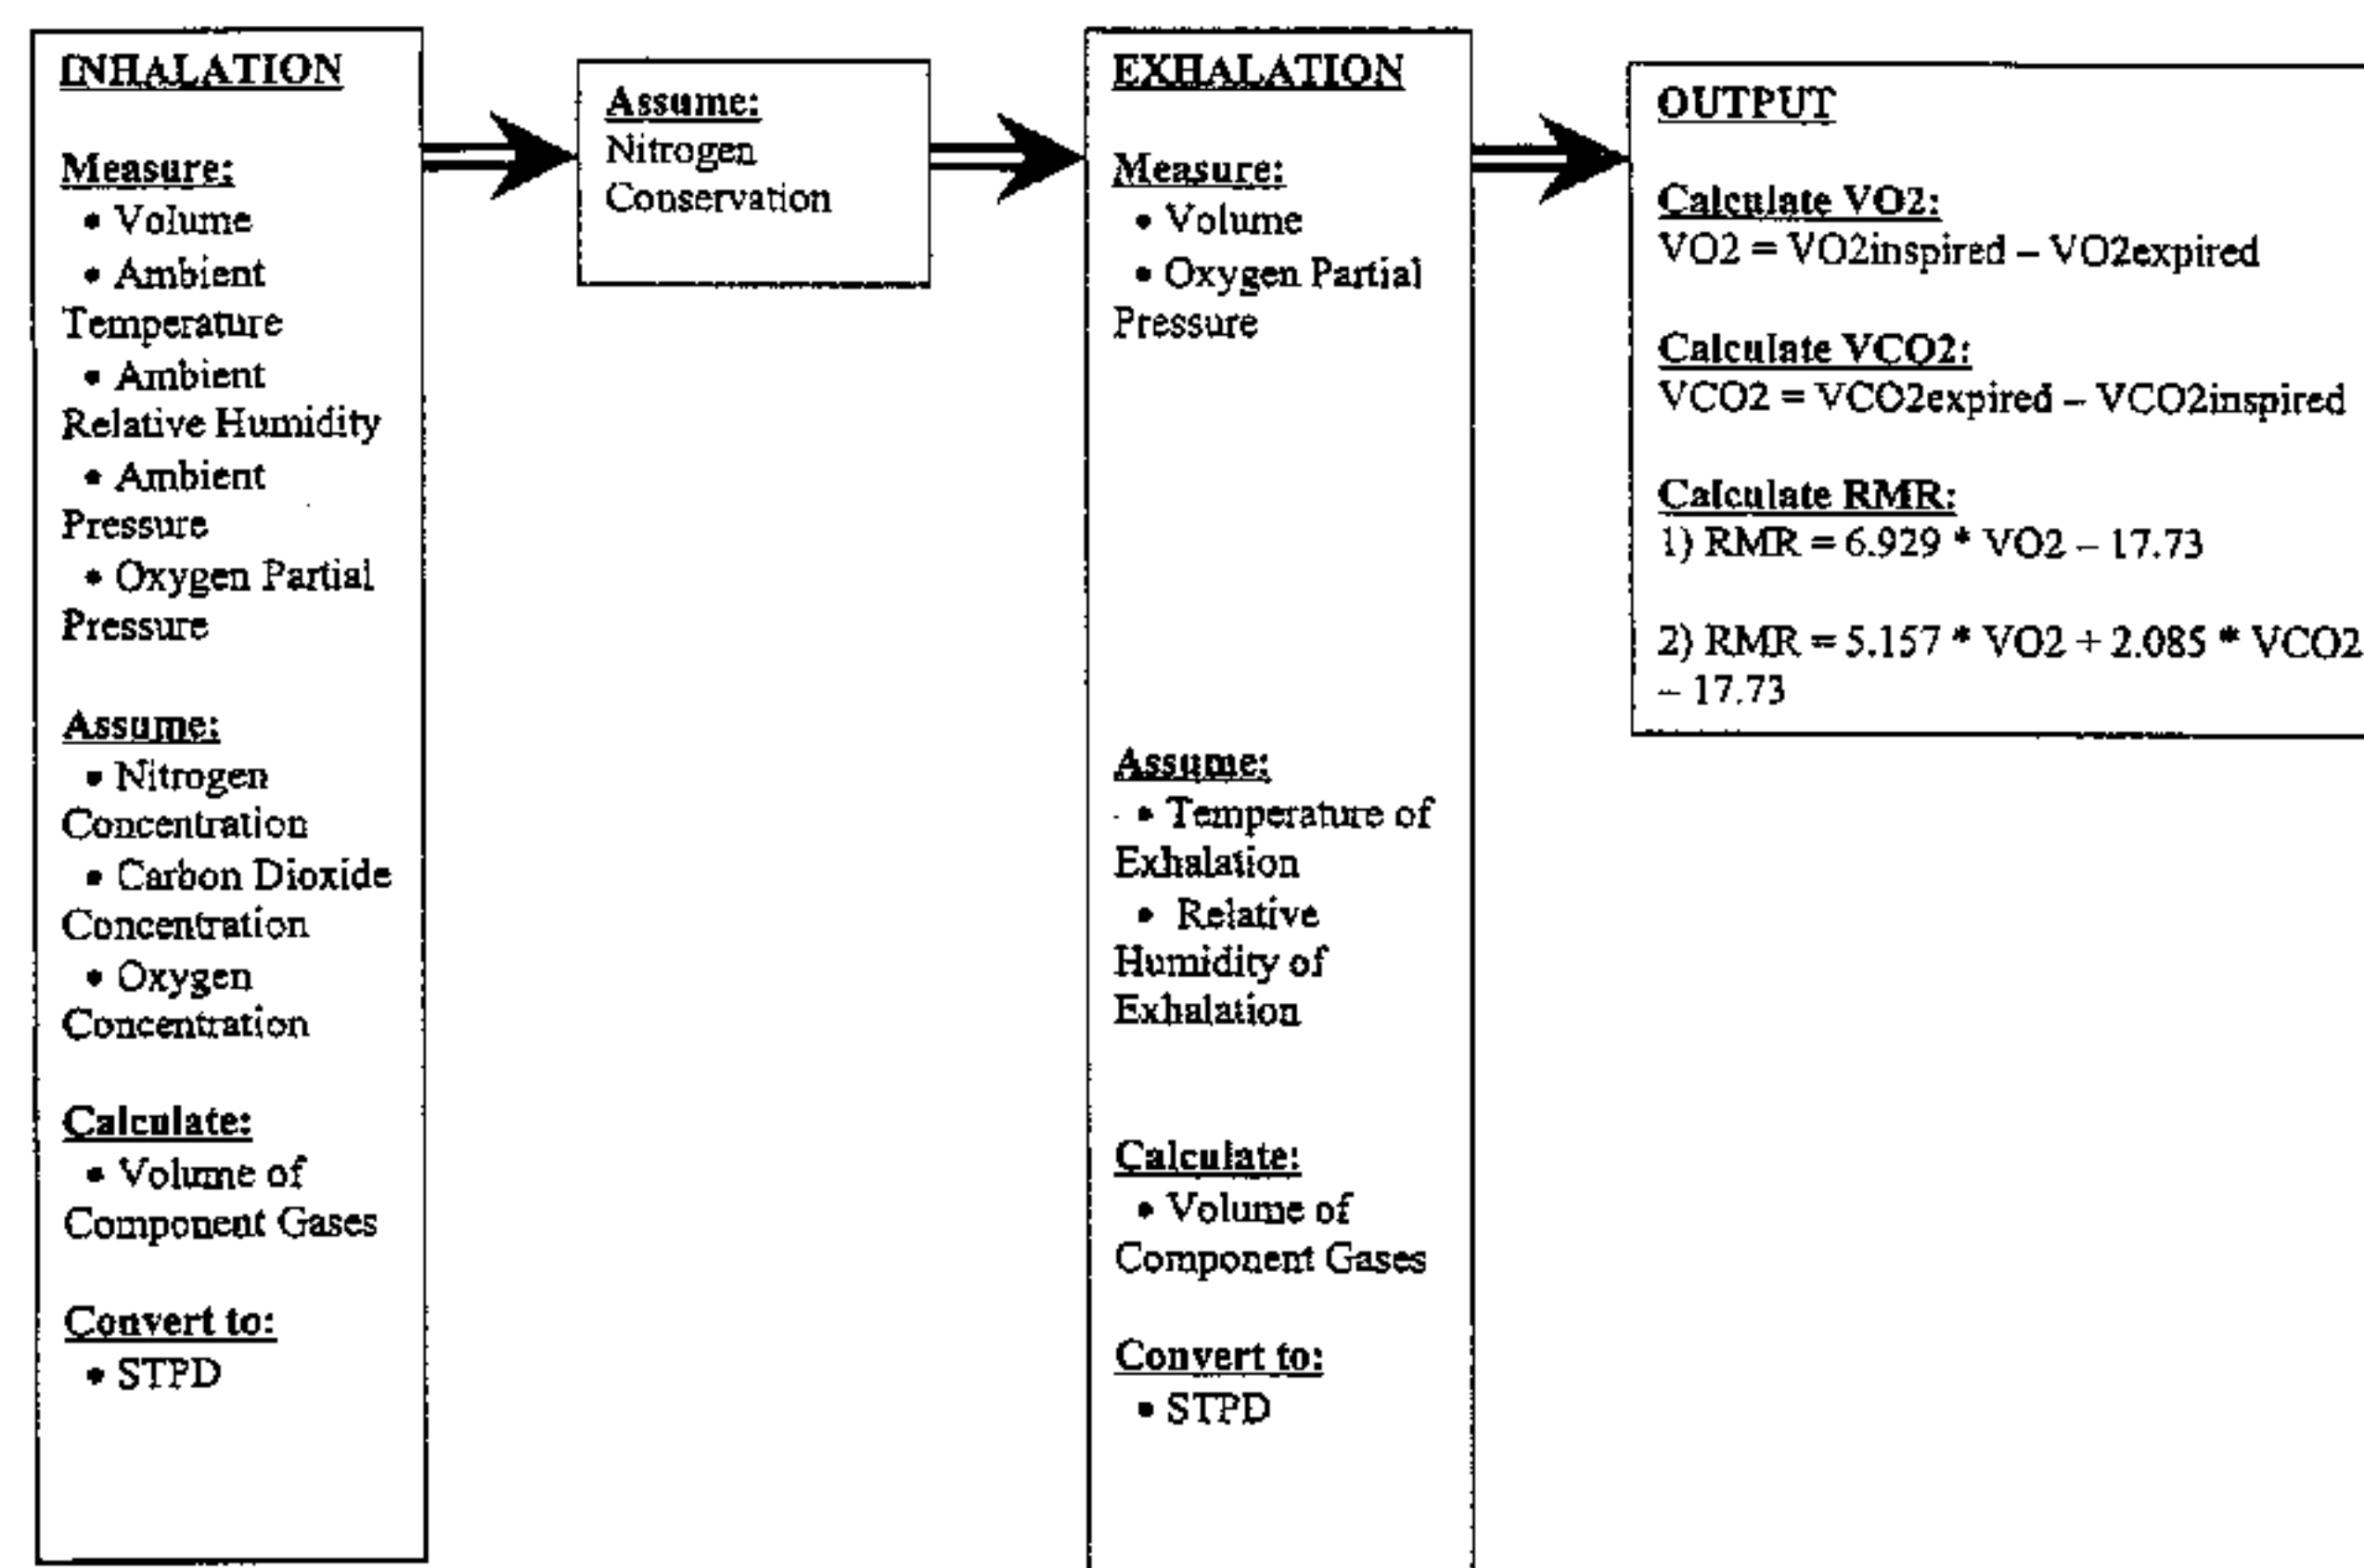 INHALATION
Measure:
• Volume
• Ambient
Temperature
• Ambient
Relative Humidity
• Ambient
Pressure
• Oxygen Partial
Pressure
Assume:
• Nitrogen
Concentration
• Carbon Dioxide
Concentration
• Oxygen
Concentration
Calculate:
• Volume of
Component Gases
Convert to:
• STPD
Assume:
Nitrogen
Conservation
EXHALATION
Measure:
• Volume
• Oxygen Partial
Pressure
Assume:
• Temperature of
Exhalation
• Relative
Humidity of
Exhalation
Calculate:
• Volume of
Component Gases
Convert to:
• STPD
OUTPUT
Calculate VO2:
VO2 = VO2inspired – VO2expired
Calculate VCO2:
VCO2 = VCO2expired – VCO2inspired
Calculate RMR:
1) RMR = 6.929 * VO2 – 17.73
2) RMR = 5.157 * VO2 + 2.085 * VCO2
– 17.73